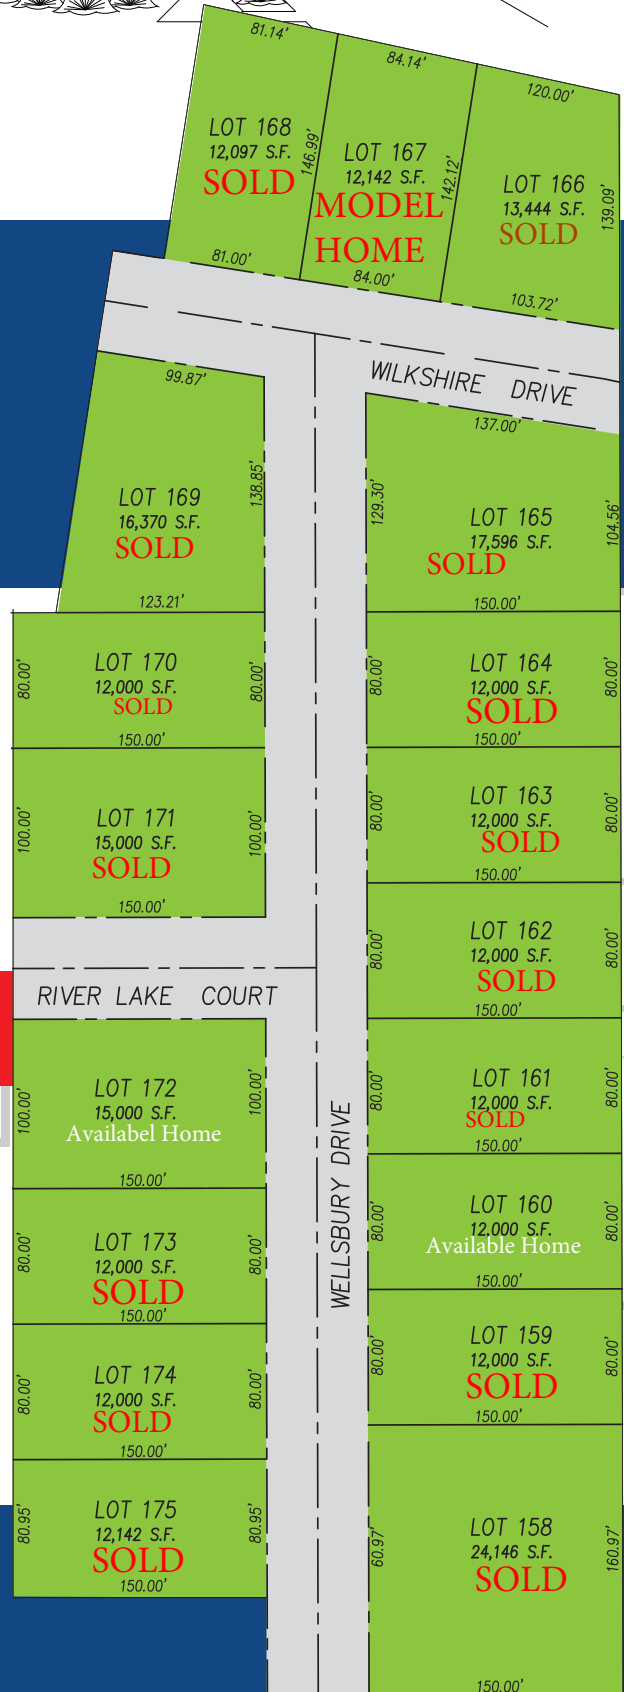 81.14'
84.14'
120.00'
LOT 168
12,097 S.F.
SOLD
146.99'
LOT 167
12,142 S.F.
MODEL
HOME
142.12'
LOT 166
13,444 S.F.
SOLD
139.09'
81.00'
84.00'
103.72'
WILKSHIRE DRIVE
99.87'
137.00'
138.85'
129.30'
104.56'
LOT 169
16,370 S.F.
SOLD
123.21'
LOT 165
17,596 S.F.
SOLD
150.00'
80.00'
LOT 170
12,000 S.F.
SOLD
80.00'
150.00'
80.00'
LOT 164
12,000 S.F.
SOLD
80.00'
150.00'
100.00'
LOT 171
15,000 S.F.
SOLD
100.00'
150.00'
80.00'
LOT 163
12,000 S.F.
SOLD
80.00'
150.00'
80.00'
LOT 162
12,000 S.F.
SOLD
80.00'
150.00'
RIVER LAKE COURT
100.00'
LOT 172
15,000 S.F.
Availabel Home
100.00'
150.00'
80.00'
LOT 161
12,000 S.F.
SOLD
80.00'
150.00'
WELLSBURY DRIVE
80.00'
LOT 173
12,000 S.F.
SOLD
80.00'
150.00'
80.00'
LOT 160
12,000 S.F.
Available Home
80.00'
150.00'
80.00'
LOT 174
12,000 S.F.
SOLD
80.00'
150.00'
80.00'
LOT 159
12,000 S.F.
SOLD
80.00'
150.00'
80.95'
LOT 175
12,142 S.F.
SOLD
80.95'
150.00'
60.97'
LOT 158
24,146 S.F.
SOLD
160.97'
150.00'